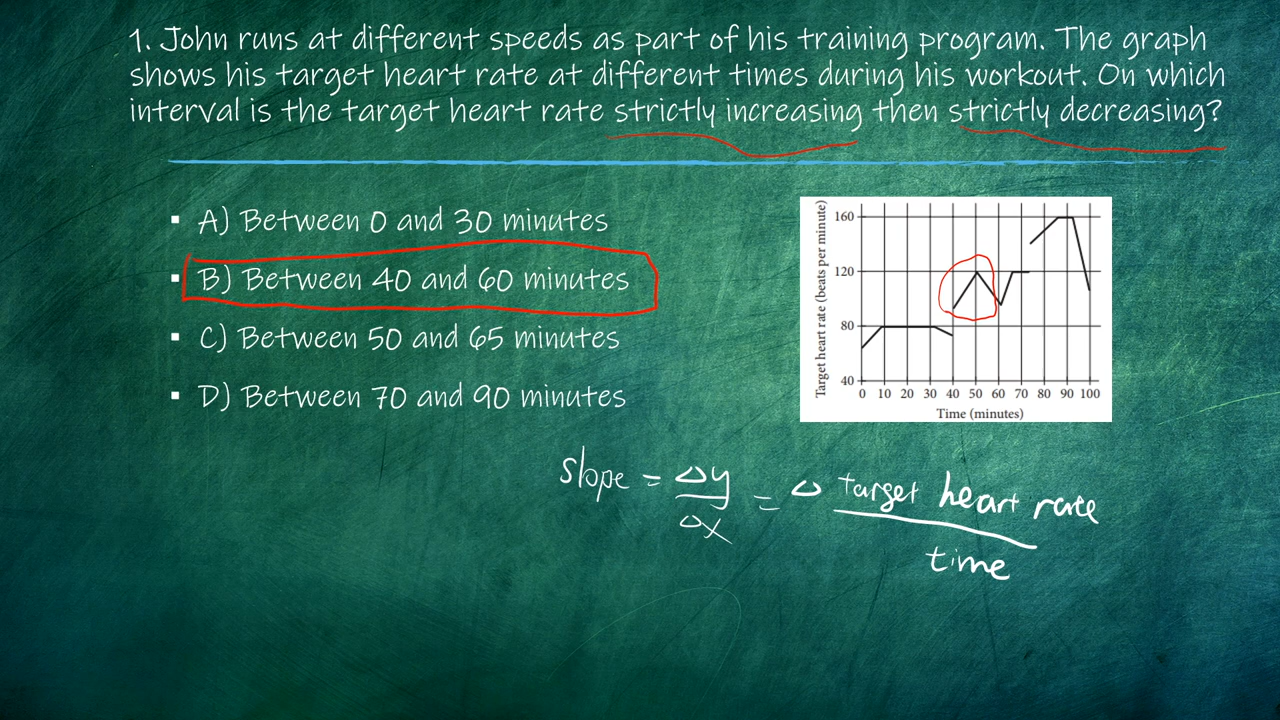 1. John runs at different speeds as part of his training program. The graph
shows his target heart rate at different times during his workout. On which
interval is the target heart rate strictly increasing then strictly decreasing?
A) Between 0 and 30 minutes
B) Between 40 and 60 minutes
C) Between 50 and 65 minutes
D) Between 70 and 90 minutes
Target heart rate (beats per minute)
160
120
80
40
0 10 20 30 40 50 60 70 80 90 100
Time (minutes)
slope = Δy / Δx = Δ target heart rate / time